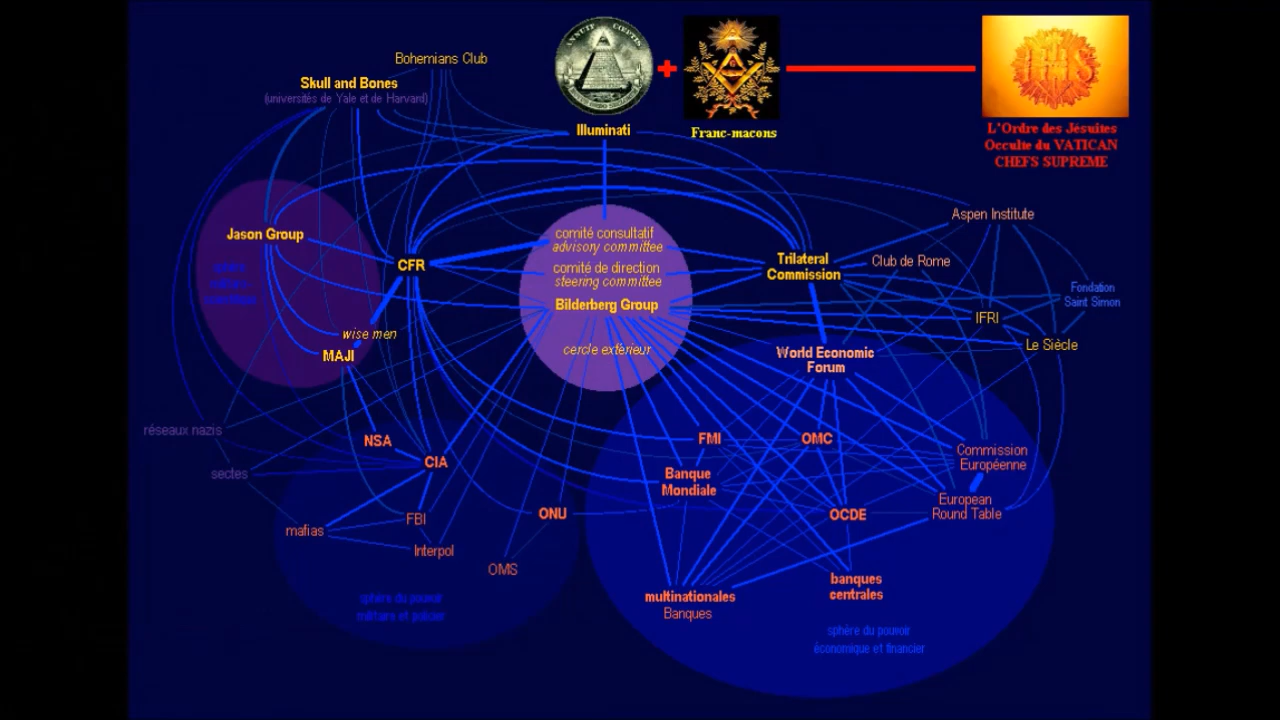 Bohemians Club
Skull and Bones
(universités de Yale et de Harvard)
ANNUIT CŒPTIS
Illuminati
Franc-macons
G
IHS
L'Ordre des Jésuites
Occulte du VATICAN
CHEFS SUPREME
Jason Group
CFR
wise men
MAJI
comité consultatif
advisory committee
comité de direction
steering committee
Bilderberg Group
cercle extérieur
Trilateral
Commission
Club de Rome
Aspen Institute
Fondation
Saint Simon
IFRI
Le Siècle
World Economic
Forum
réseaux nazis
sectes
NSA
CIA
mafias
FBI
Interpol
OMS
ONU
FMI
OMC
Banque
Mondiale
OCDE
Commission
Européenne
European
Round Table
multinationales
Banques
banques
centrales
sphère du pouvoir
militaire et policier
sphère du pouvoir
économique et financier